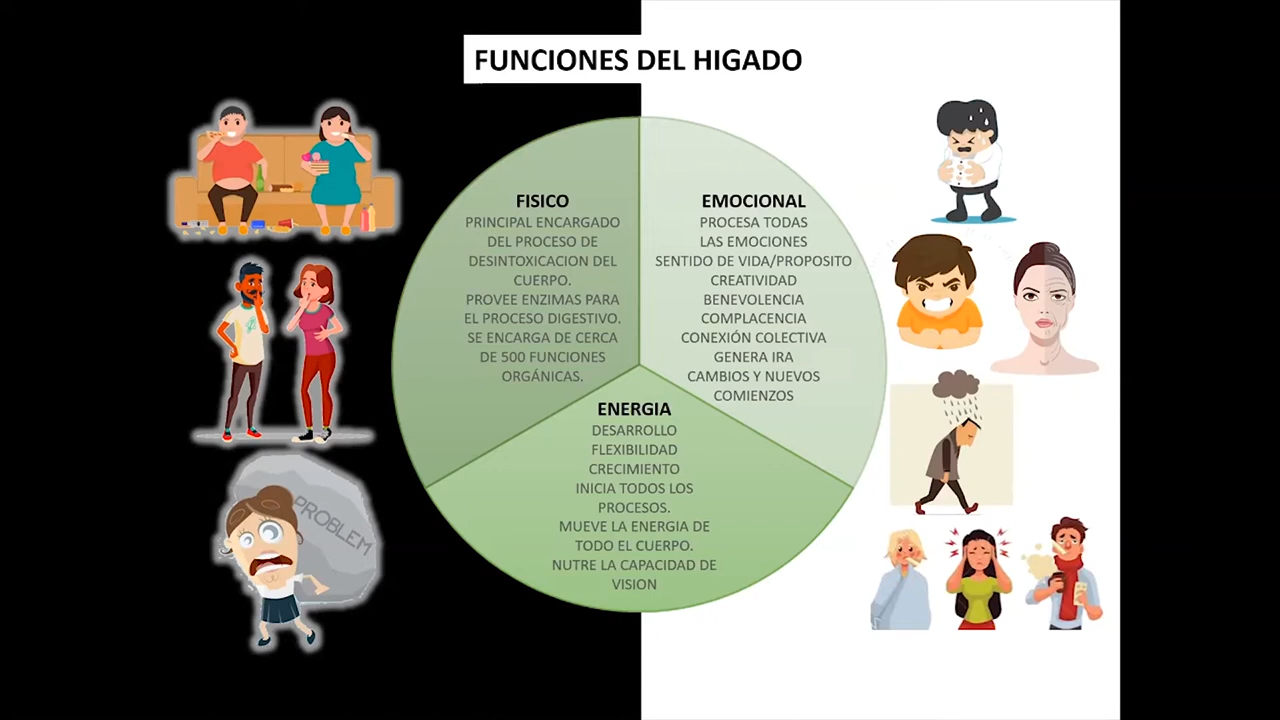 FUNCIONES DEL HIGADO
FISICO
PRINCIPAL ENCARGADO
DEL PROCESO DE
DESINTOXICACION DEL
CUERPO.
PROVEE ENZIMAS PARA
EL PROCESO DIGESTIVO.
SE ENCARGA DE CERCA
DE 500 FUNCIONES
ORGÁNICAS.
EMOCIONAL
PROCESA TODAS
LAS EMOCIONES
SENTIDO DE VIDA/PROPOSITO
CREATIVIDAD
BENEVOLENCIA
COMPLACENCIA
CONEXIÓN COLECTIVA
GENERA IRA
CAMBIOS Y NUEVOS
COMIENZOS
ENERGIA
DESARROLLO
FLEXIBILIDAD
CRECIMIENTO
INICIA TODOS LOS
PROCESOS.
MUEVE LA ENERGIA DE
TODO EL CUERPO.
NUTRE LA CAPACIDAD DE
VISION
PROBLEM